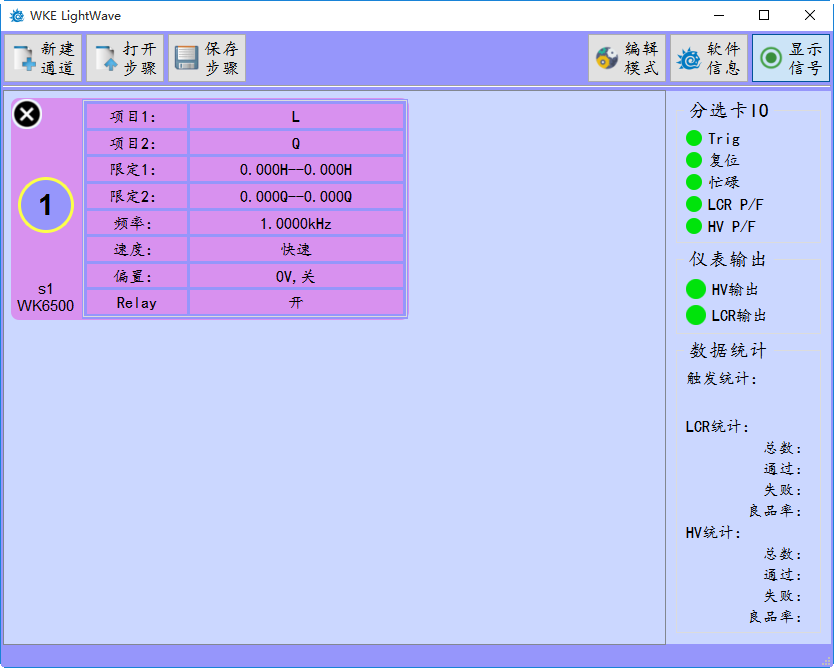 WKE LightWave
新建
通道
打开
步骤
保存
步骤
编辑
模式
软件
信息
显示
信号
1
s1
WK6500
项目1: L
项目2: Q
限定1: 0.000H--0.000H
限定2: 0.000Q--0.000Q
频率: 1.0000kHz
速度: 快速
偏置: 0V,关
Relay 开
分选卡IO
Trig
复位
忙碌
LCR P/F
HV P/F
仪表输出
HV输出
LCR输出
数据统计
触发统计:
LCR统计:
总数:
通过:
失败:
良品率:
HV统计:
总数:
通过:
失败:
良品率: